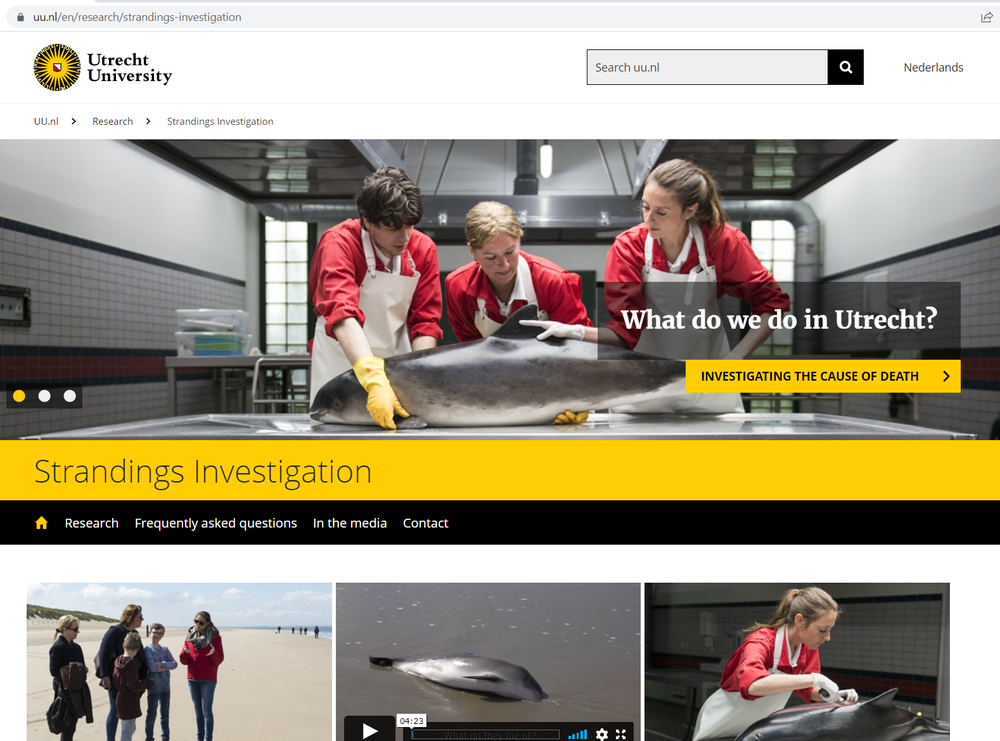 uu.nl/en/research/strandings-investigation
Utrecht
University
Search uu.nl
Nederlands
UU.nl
Research
Strandings Investigation
What do we do in Utrecht?
INVESTIGATING THE CAUSE OF DEATH
Strandings Investigation
Research
Frequently asked questions
In the media
Contact
04:23
What do they die of?